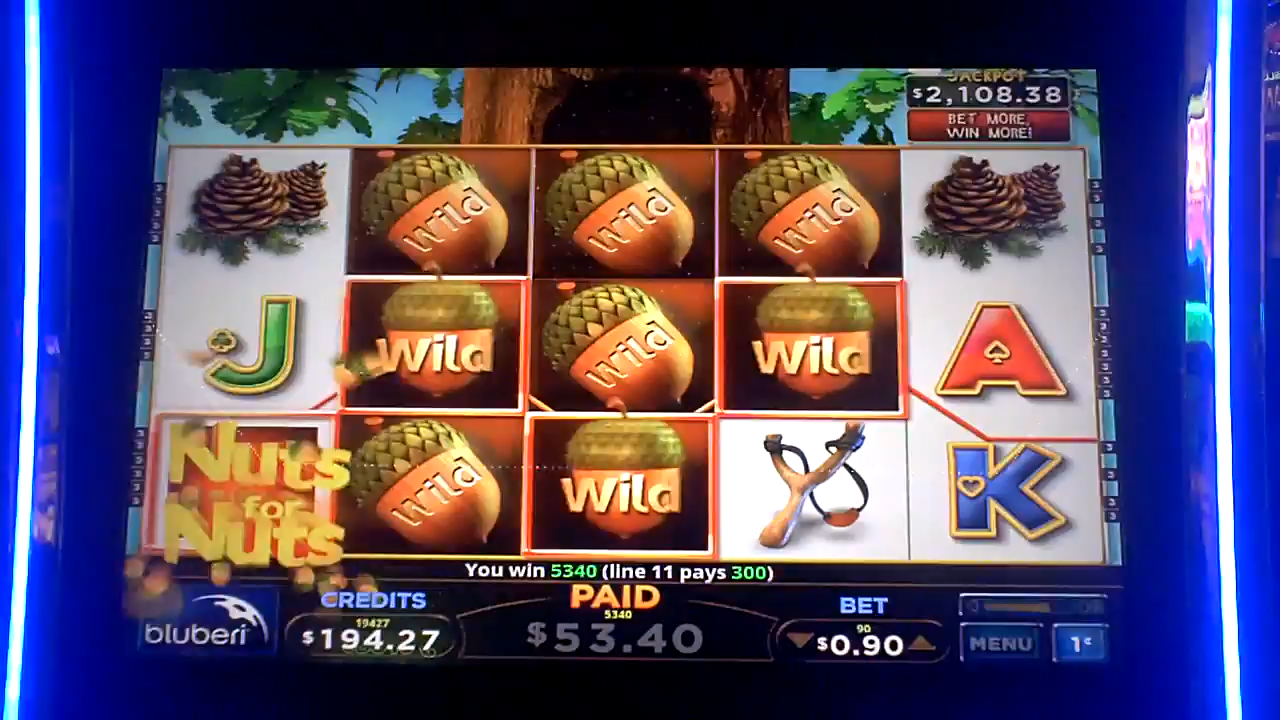 JACKPOT
$2,108.38
BET MORE,
WIN MORE!
Wild
Wild
Wild
J
Wild
Wild
Wild
A
Nuts
for
Nuts
Wild
Wild
K
You win 5340 (line 11 pays 300)
bluberi
CREDITS
19427
$194.27
PAID
5340
$53.40
BET
90
$0.90
MENU
1¢